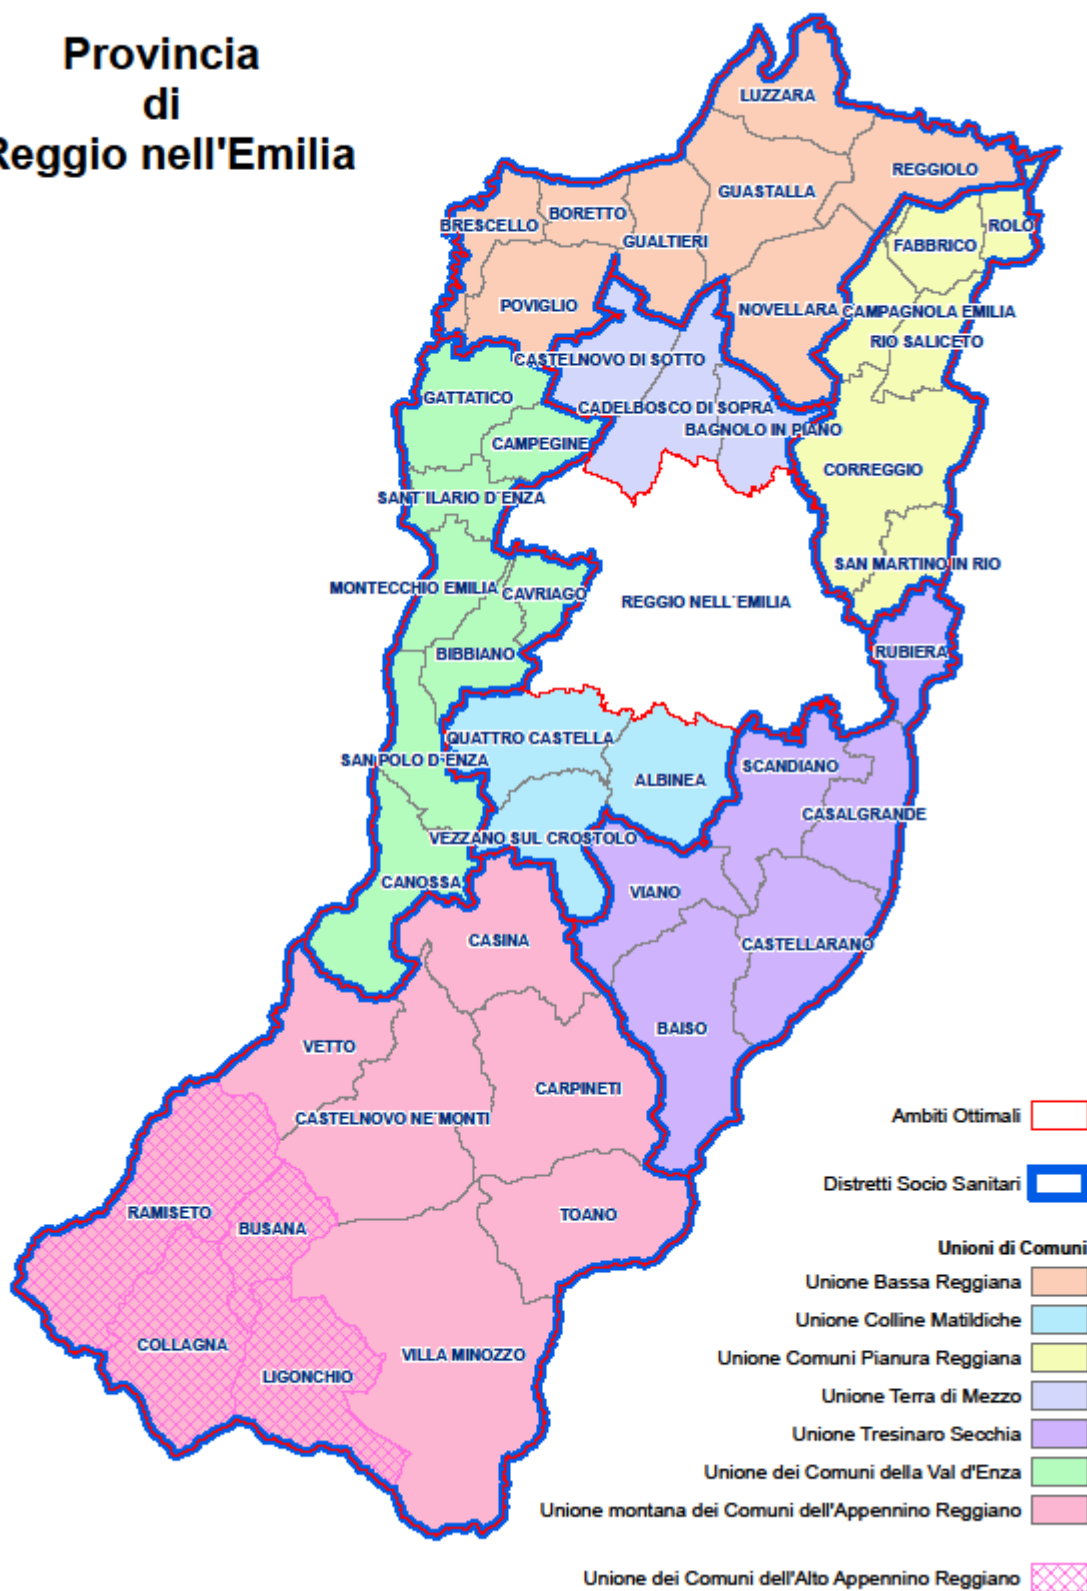 Provincia
di
Reggio nell'Emilia
LUZZARA
REGGIOLO
GUASTALLA
BORETTO
BRESCELLO
ROLO
GUALTIERI
FABBRICO
POVIGLIO
NOVELLARA
CAMPAGNOLA EMILIA
RIO SALICETO
CASTELNOVO DI SOTTO
GATTATICO
CADELBOSCO DI SOPRA
BAGNOLO IN PIANO
CAMPEGINE
CORREGGIO
SANT`ILARIO D`ENZA
SAN MARTINO IN RIO
MONTECCHIO EMILIA
CAVRIAGO
REGGIO NELL`EMILIA
BIBBIANO
RUBIERA
QUATTRO CASTELLA
SAN POLO D`ENZA
SCANDIANO
ALBINEA
CASALGRANDE
VEZZANO SUL CROSTOLO
CANOSSA
VIANO
CASINA
CASTELLARANO
BAISO
VETTO
CARPINETI
CASTELNOVO NE`MONTI
RAMISETO
TOANO
BUSANA
COLLAGNA
VILLA MINOZZO
LIGONCHIO
Ambiti Ottimali
Distretti Socio Sanitari
Unioni di Comuni
Unione Bassa Reggiana
Unione Colline Matildiche
Unione Comuni Pianura Reggiana
Unione Terra di Mezzo
Unione Tresinaro Secchia
Unione dei Comuni della Val d'Enza
Unione montana dei Comuni dell'Appennino Reggiano
Unione dei Comuni dell'Alto Appennino Reggiano